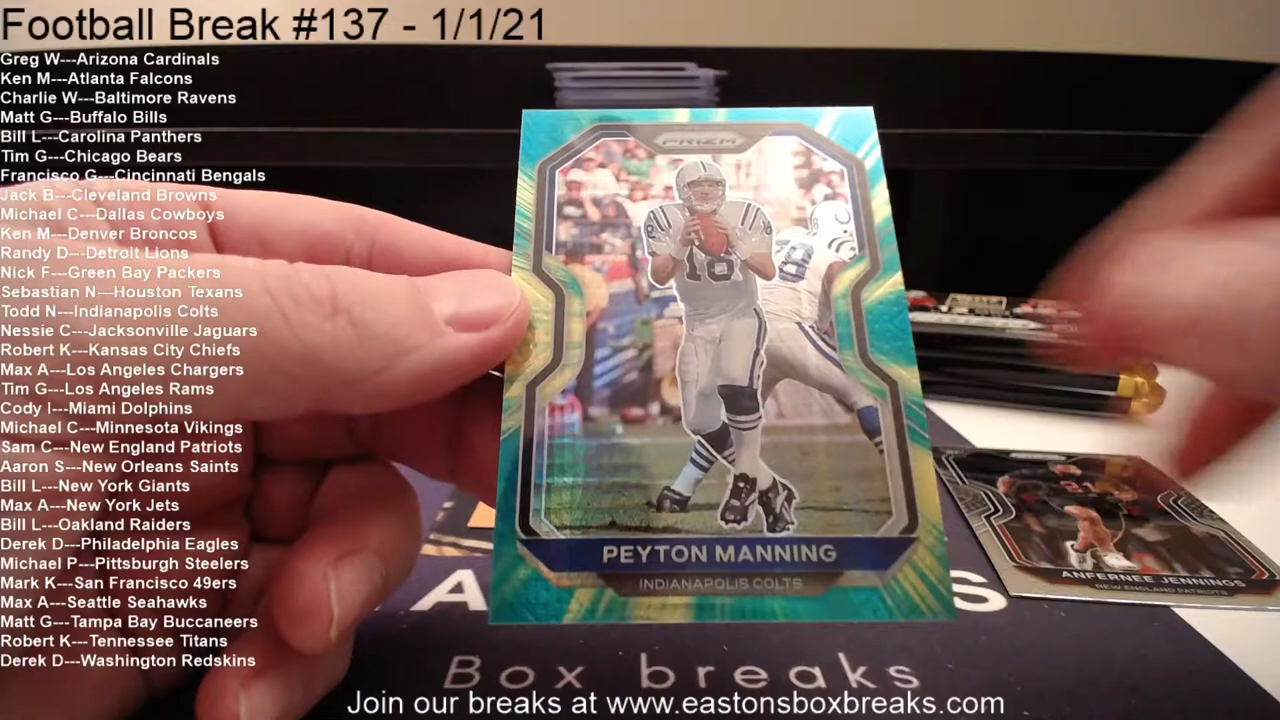 Football Break #137 - 1/1/21
Greg W---Arizona Cardinals
Ken M---Atlanta Falcons
Charlie W---Baltimore Ravens
Matt G---Buffalo Bills
Bill L---Carolina Panthers
Tim G---Chicago Bears
Francisco G---Cincinnati Bengals
Jack B---Cleveland Browns
Michael C---Dallas Cowboys
Ken M---Denver Broncos
Randy D---Detroit Lions
Nick F---Green Bay Packers
Sebastian N---Houston Texans
Todd N---Indianapolis Colts
Nessie C---Jacksonville Jaguars
Robert K---Kansas City Chiefs
Max A---Los Angeles Chargers
Tim G---Los Angeles Rams
Cody I---Miami Dolphins
Michael C---Minnesota Vikings
Sam C---New England Patriots
Aaron S---New Orleans Saints
Bill L---New York Giants
Max A---New York Jets
Bill L---Oakland Raiders
Derek D---Philadelphia Eagles
Michael P---Pittsburgh Steelers
Mark K---San Francisco 49ers
Max A---Seattle Seahawks
Matt G---Tampa Bay Buccaneers
Robert K---Tennessee Titans
Derek D---Washington Redskins
PRIZM
18
PEYTON MANNING
INDIANAPOLIS COLTS
ANFERNEE JENNINGS
NEW ENGLAND PATRIOTS
Box breaks
Join our breaks at www.eastonsboxbreaks.com